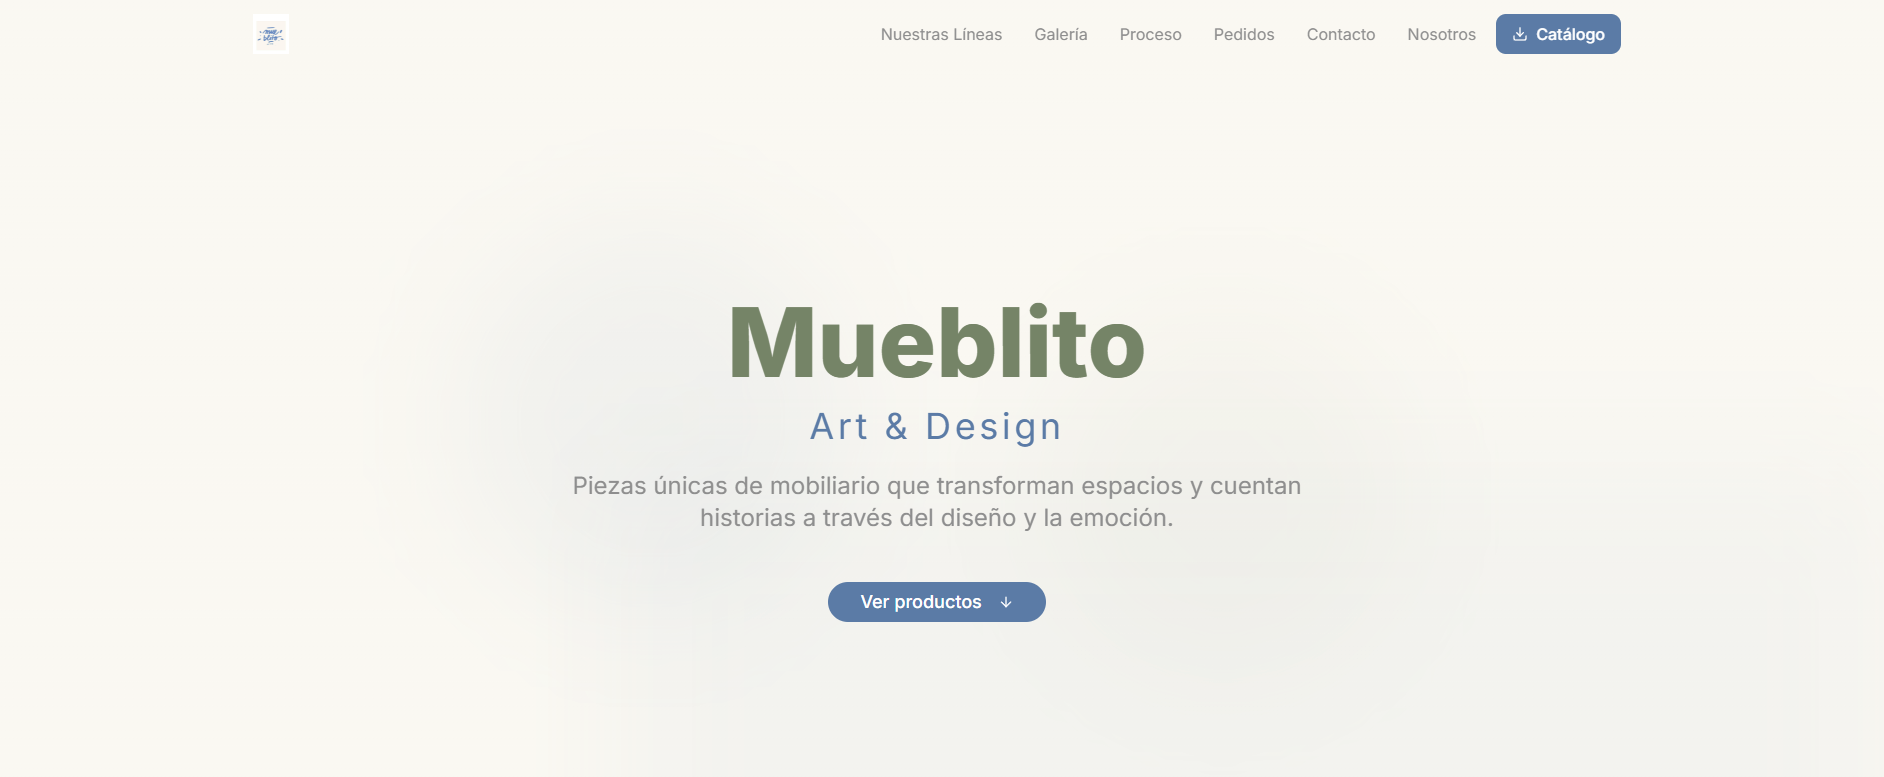 Nuestras Líneas Galería Proceso Pedidos Contacto Nosotros Catálogo
Mueblito
Art & Design
Piezas únicas de mobiliario que transforman espacios y cuentan
historias a través del diseño y la emoción.
Ver productos